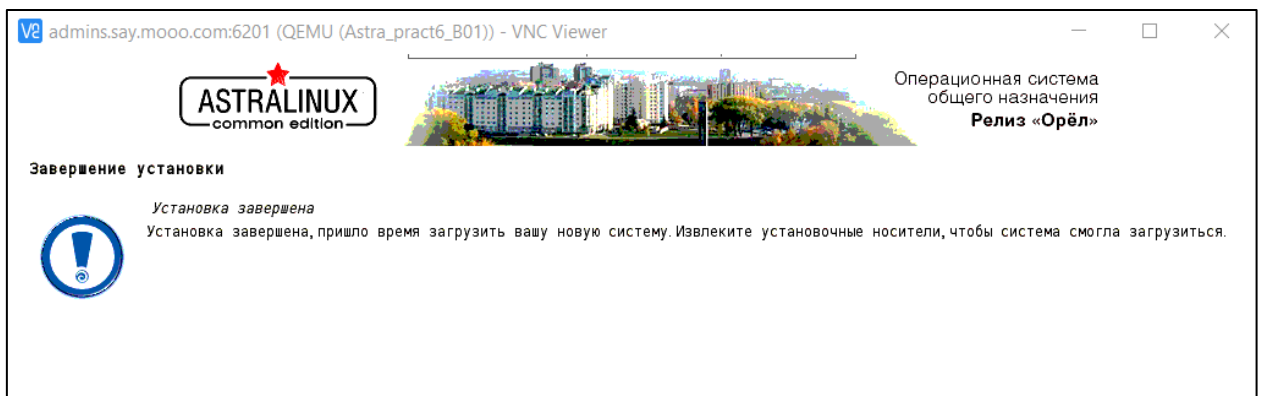 admins.say.mooo.com:6201 (QEMU (Astra_pract6_B01)) - VNC Viewer
ASTRALINUX
common edition
Операционная система
общего назначения
Релиз «Орёл»
Завершение установки
Установка завершена
Установка завершена, пришло время загрузить вашу новую систему. Извлеките установочные носители, чтобы система смогла загрузиться.